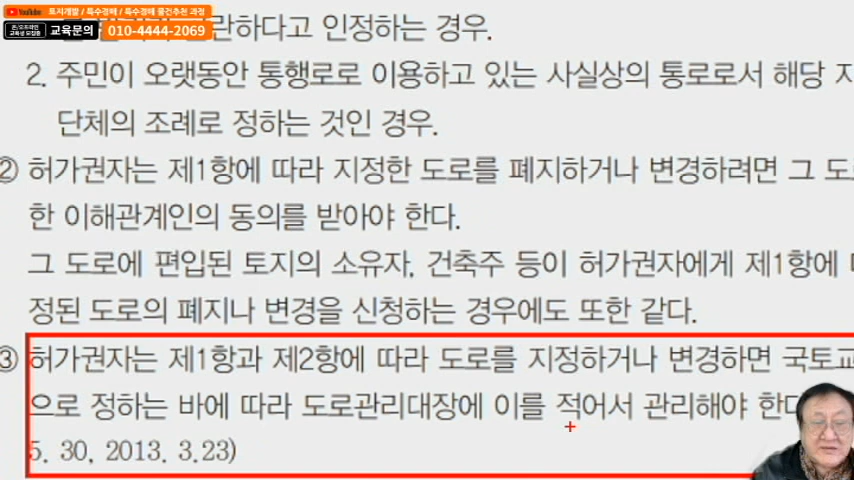 YouTube 토지개발 / 특수경매 / 특수경매 물건추천 과정
교육문의 010-4444-2069
란하다고 인정하는 경우.
2. 주민이 오랫동안 통행로로 이용하고 있는 사실상의 통로로서 해당
단체의 조례로 정하는 것인 경우.
② 허가권자는 제1항에 따라 지정한 도로를 폐지하거나 변경하려면 그
한 이해관계인의 동의를 받아야 한다.
그 도로에 편입된 토지의 소유자, 건축주 등이 허가권자에게 제1항에
정된 도로의 폐지나 변경을 신청하는 경우에도 또한 같다.
③ 허가권자는 제1항과 제2항에 따라 도로를 지정하거나 변경하면
으로 정하는 바에 따라 도로관리대장에 이를 적어서 관리해야
5. 30, 2013. 3.23)